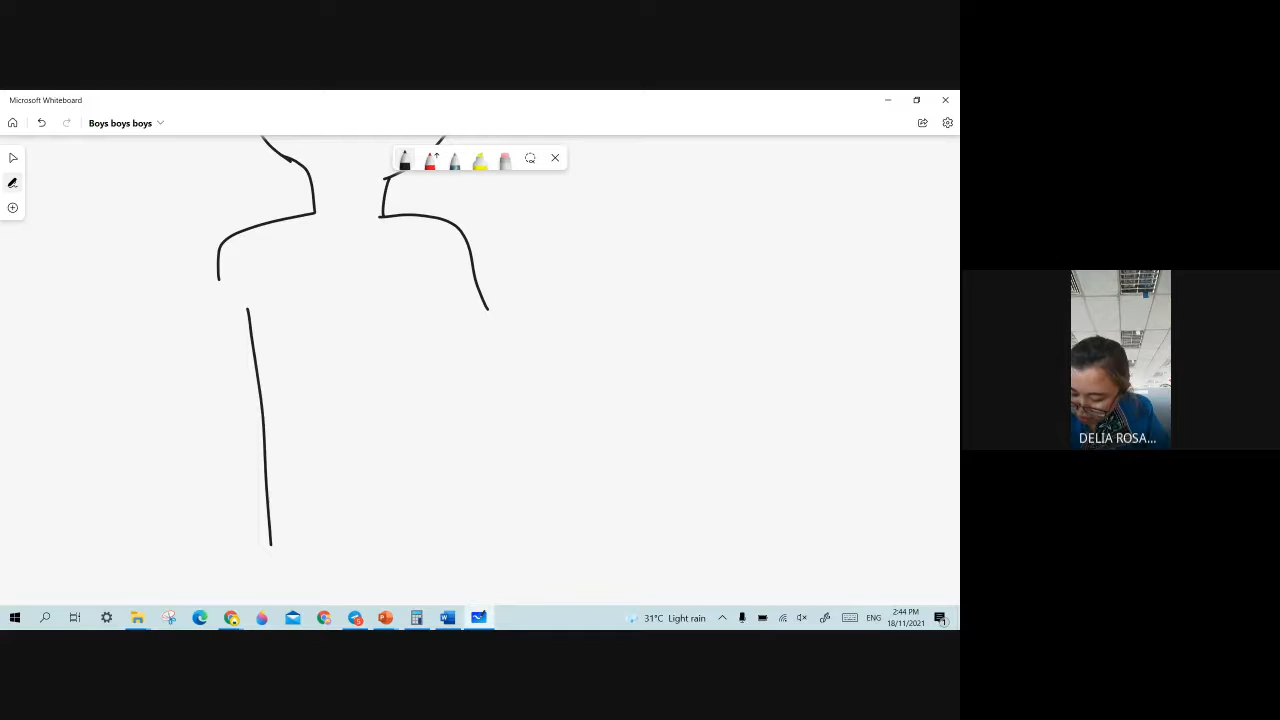 Microsoft Whiteboard
Boys boys boys
DELIA ROSA...
31°C Light rain
ENG
2:44 PM
18/11/2021